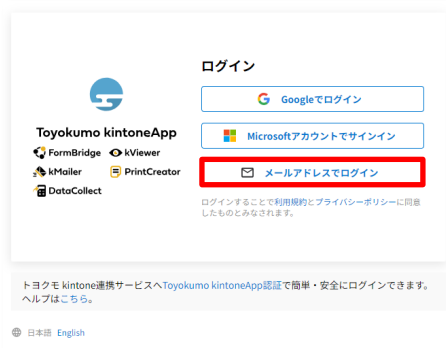 ログイン
Googleでログイン
Toyokumo kintoneApp
Microsoftアカウントでサインイン
FormBridge kViewer
kMailer PrintCreator
DataCollect
メールアドレスでログイン
ログインすることで利用規約とプライバシーポリシーに同意
したものとみなされます。
トヨクモ kintone連携サービスへToyokumo kintoneApp認証で簡単・安全にログインできます。
ヘルプはこちら。
日本語 English